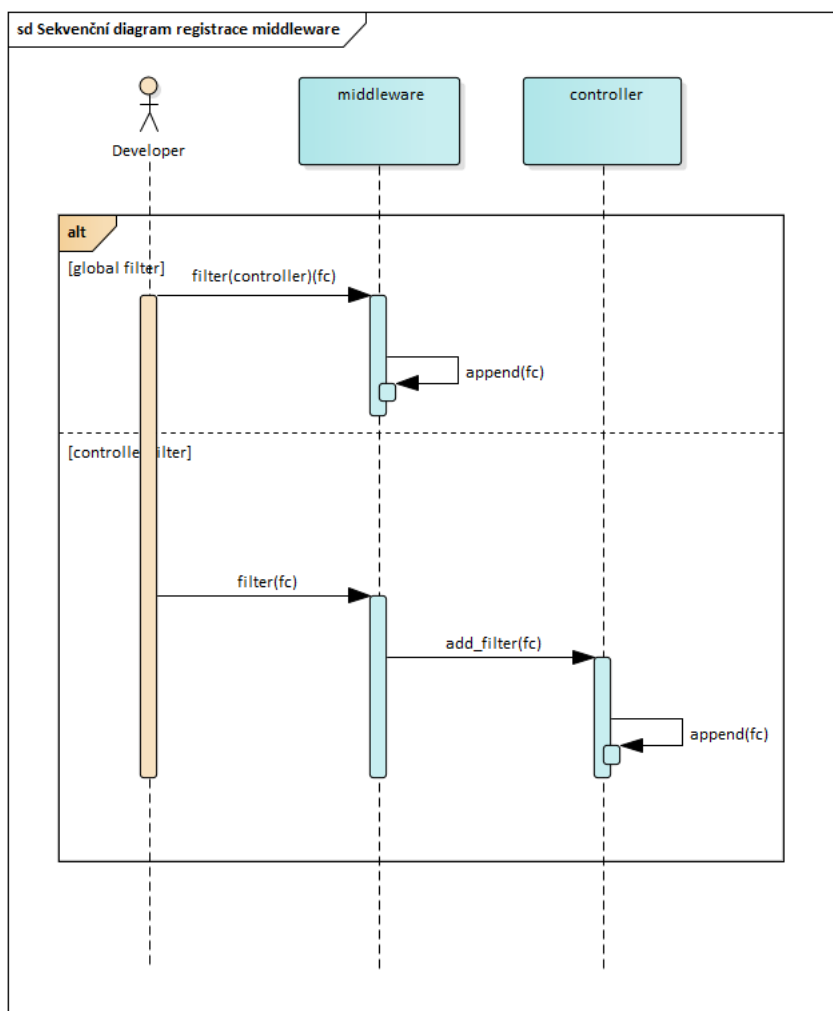 sd Sekvenční diagram registrace middleware
middleware
controller
Developer
alt
[global filter]
filter(controller)(fc)
append(fc)
[controller filter]
filter(fc)
add_filter(fc)
append(fc)